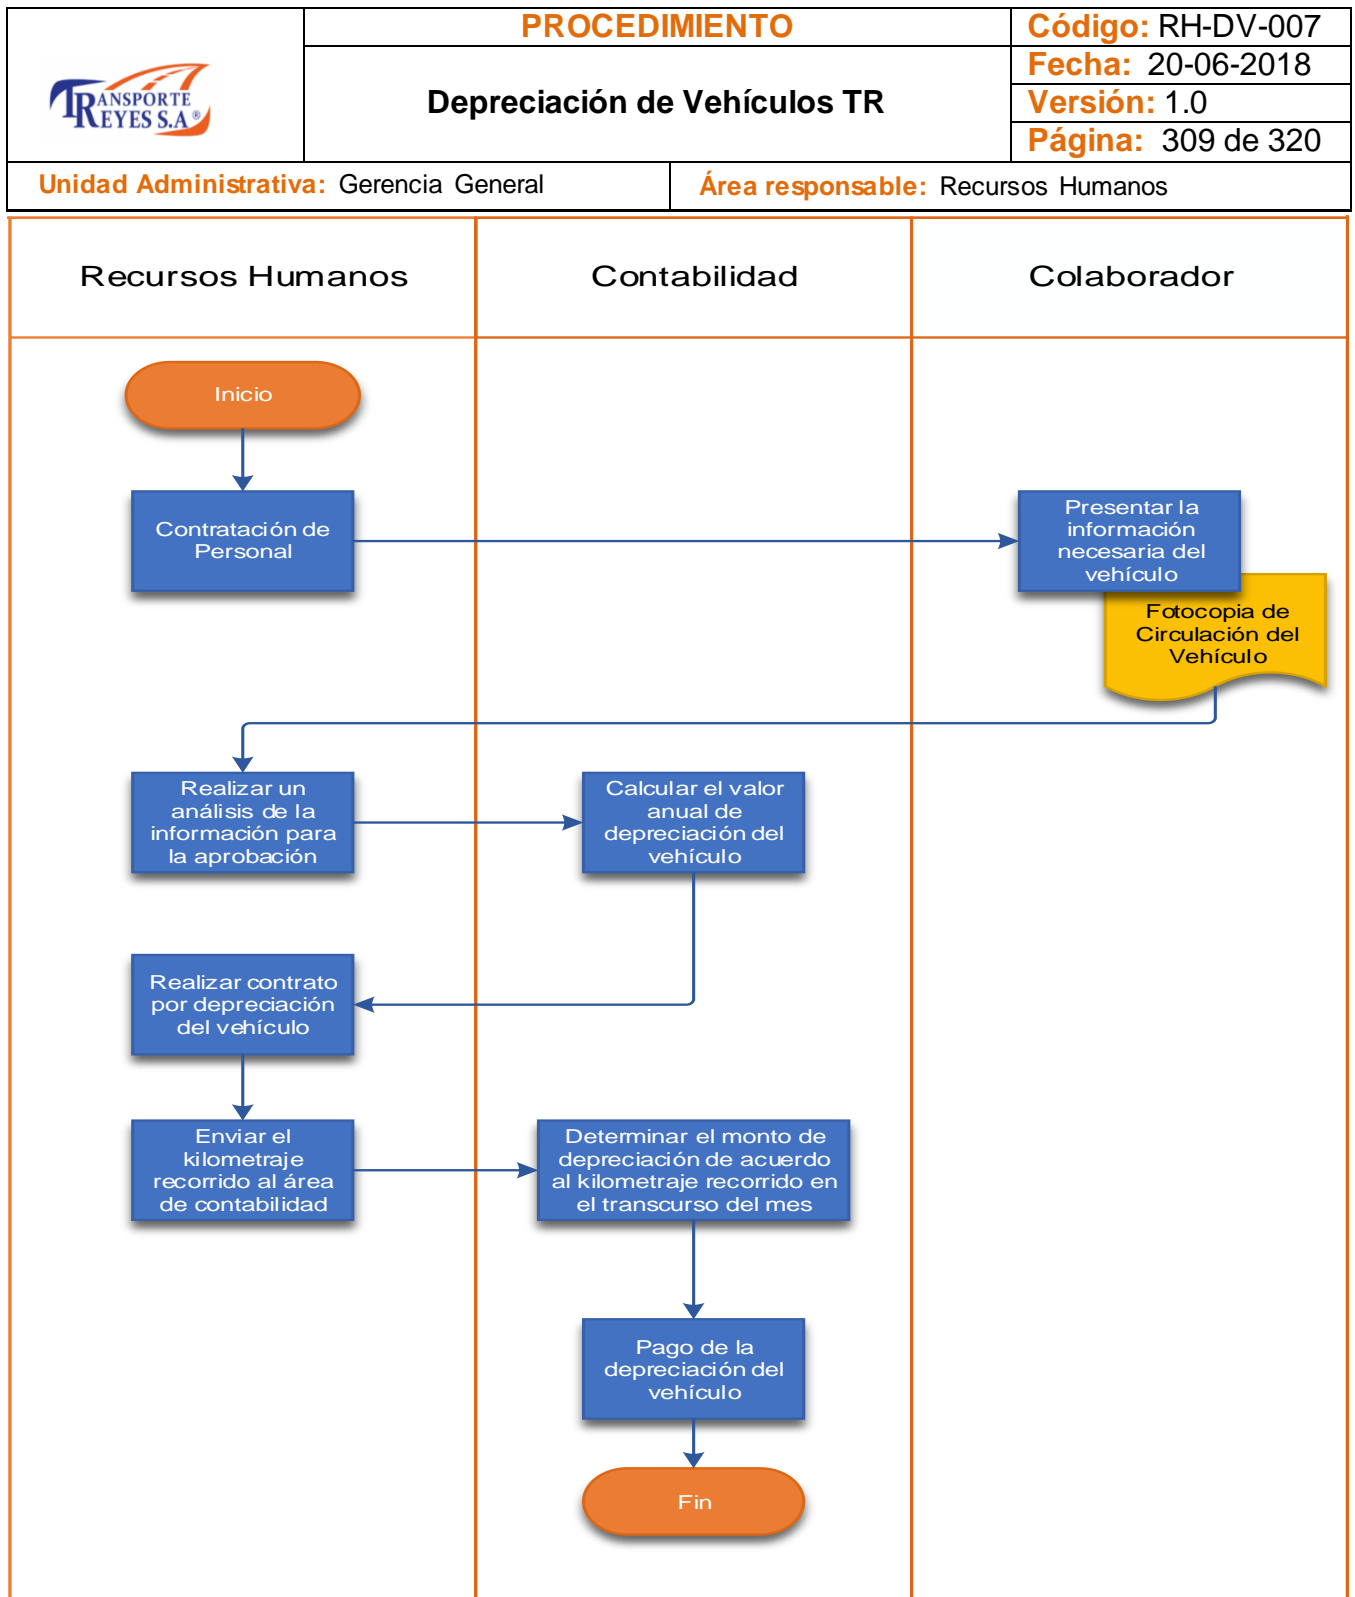 TRANSPORTE
REYES S.A ®
PROCEDIMIENTO
Depreciación de Vehículos TR
Código: RH-DV-007
Fecha: 20-06-2018
Versión: 1.0
Página: 309 de 320
Unidad Administrativa: Gerencia General
Área responsable: Recursos Humanos
Recursos Humanos
Contabilidad
Colaborador
Inicio
Contratación de
Personal
Presentar la
información
necesaria del
vehículo
Fotocopia de
Circulación del
Vehículo
Realizar un
análisis de la
información para
la aprobación
Calcular el valor
anual de
depreciación del
vehículo
Realizar contrato
por depreciación
del vehículo
Enviar el
kilometraje
recorrido al área
de contabilidad
Determinar el monto de
depreciación de acuerdo
al kilometraje recorrido en
el transcurso del mes
Pago de la
depreciación del
vehículo
Fin